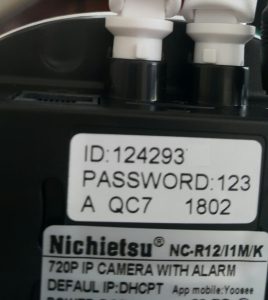 ID:124293
PASSWORD:123
A QC7 1802
Nichietsu® NC-R12/I1M/K
720P IP CAMERA WITH ALARM
DEFAUL IP:DHCPT App mobile:Yoosee